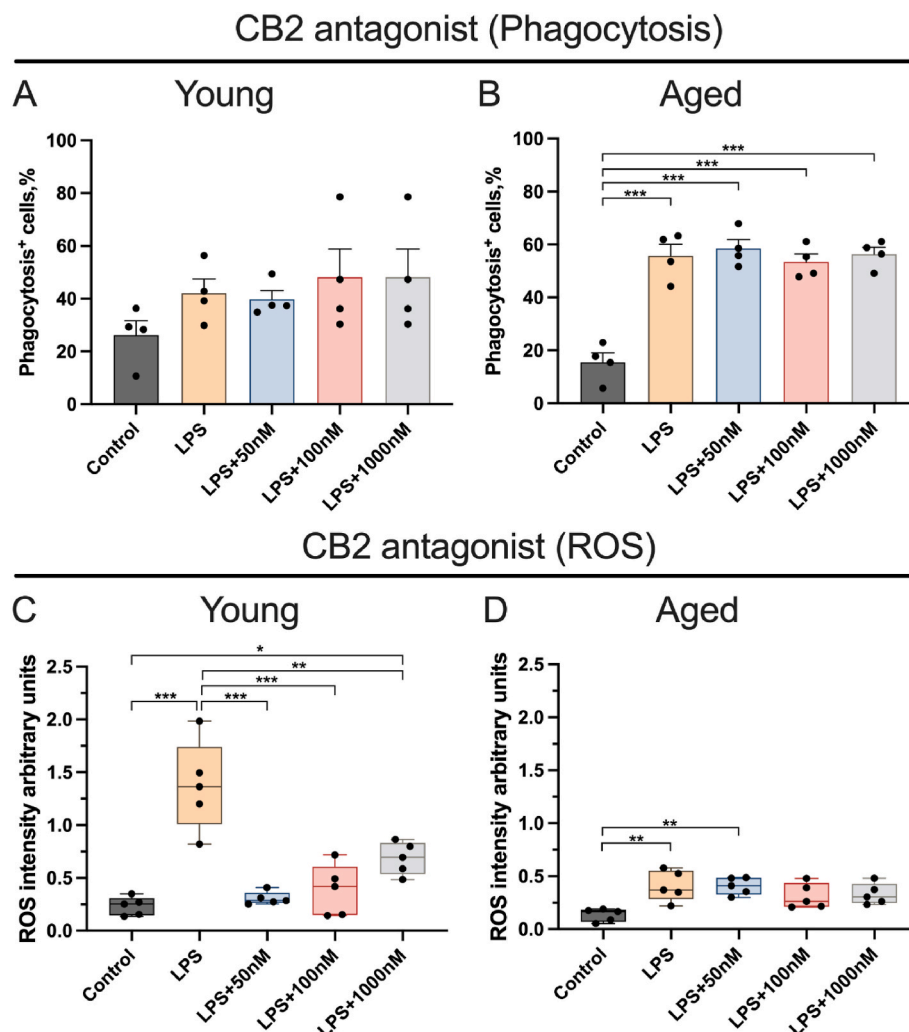 CB2 antagonist (Phagocytosis)
A Young
B Aged
Phagocytosis⁺ cells,%
100
80
60
40
20
0
Control
LPS
LPS+50nM
LPS+100nM
LPS+1000nM
Phagocytosis⁺ cells,%
100
80
60
40
20
0
***
***
***
***
Control
LPS
LPS+50nM
LPS+100nM
LPS+1000nM
CB2 antagonist (ROS)
C Young
D Aged
ROS intensity arbitrary units
2.5
2.0
1.5
1.0
0.5
0.0
*
**
***
***
***
Control
LPS
LPS+50nM
LPS+100nM
LPS+1000nM
ROS intensity arbitrary units
2.5
2.0
1.5
1.0
0.5
0.0
**
**
Control
LPS
LPS+50nM
LPS+100nM
LPS+1000nM